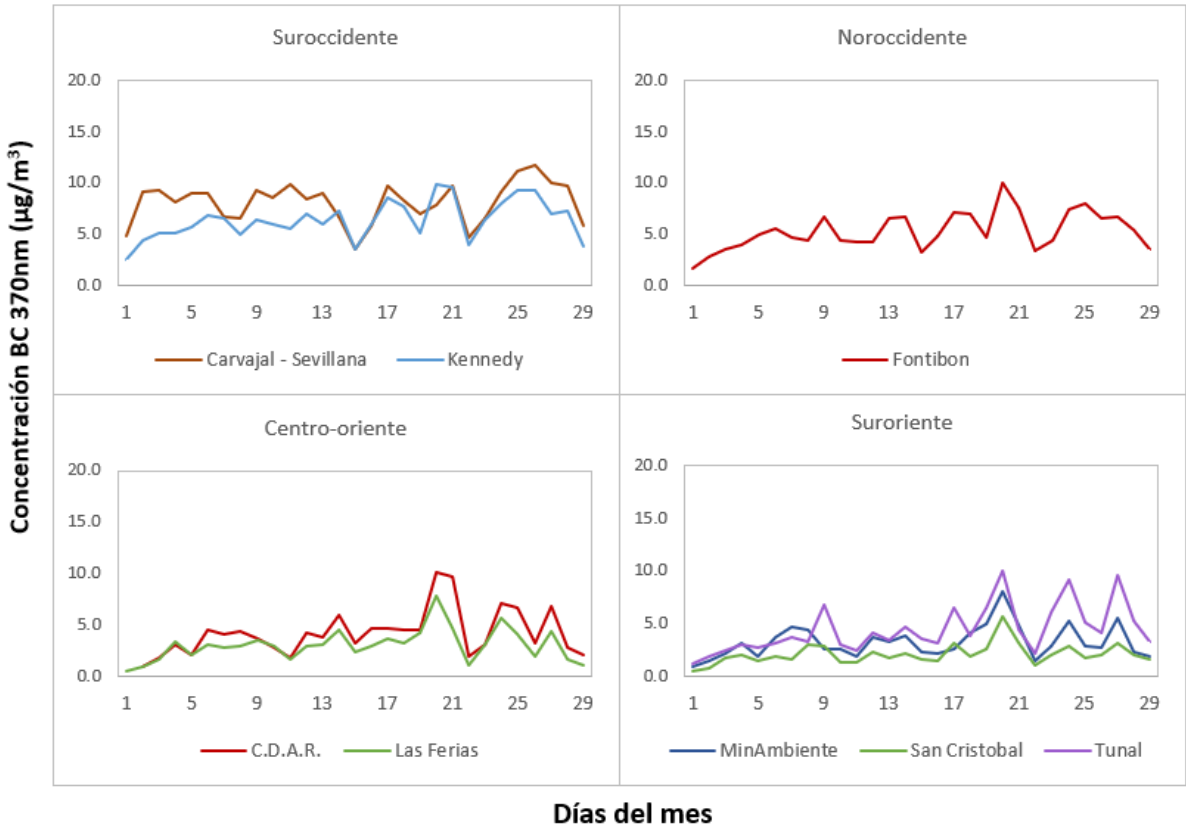 Concentración BC 370nm (µg/m³)
Suroccidente
20.0
15.0
10.0
5.0
0.0
1 5 9 13 17 21 25 29
Carvajal - Sevillana Kennedy
Noroccidente
20.0
15.0
10.0
5.0
0.0
1 5 9 13 17 21 25 29
Fontibon
Centro-oriente
20.0
15.0
10.0
5.0
0.0
1 5 9 13 17 21 25 29
C.D.A.R. Las Ferias
Suroriente
20.0
15.0
10.0
5.0
0.0
1 5 9 13 17 21 25 29
MinAmbiente San Cristobal Tunal
Días del mes